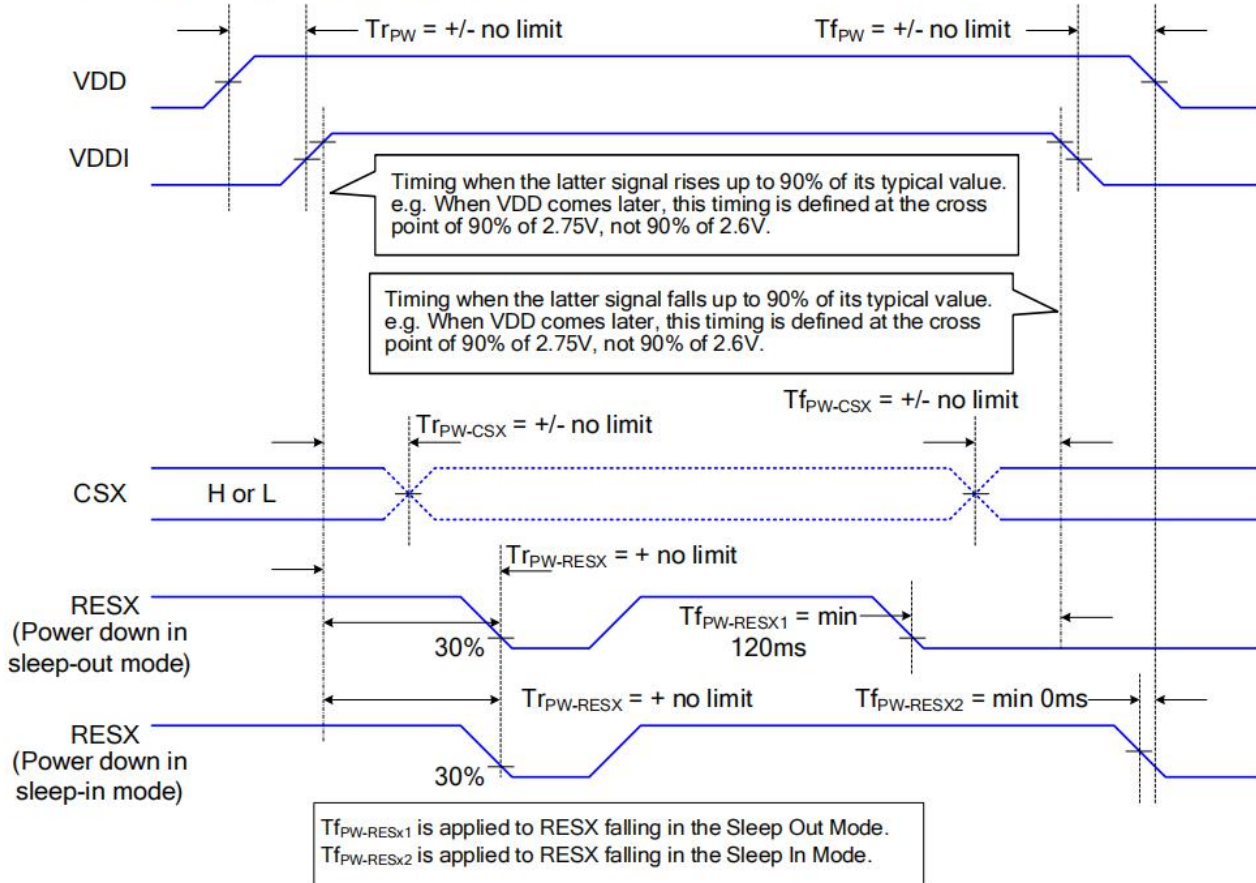 TrPW = +/- no limit
TfPW = +/- no limit
VDD
VDDI
Timing when the latter signal rises up to 90% of its typical value.
e.g. When VDD comes later, this timing is defined at the cross
point of 90% of 2.75V, not 90% of 2.6V.
Timing when the latter signal falls up to 90% of its typical value.
e.g. When VDD comes later, this timing is defined at the cross
point of 90% of 2.75V, not 90% of 2.6V.
TfPW-CSX = +/- no limit
TrPW-CSX = +/- no limit
CSX
H or L
TrPW-RESX = + no limit
RESX
(Power down in
sleep-out mode)
30%
TfPW-RESX1 = min
120ms
TrPW-RESX = + no limit
TfPW-RESX2 = min 0ms
RESX
(Power down in
sleep-in mode)
30%
TfPW-RESx1 is applied to RESX falling in the Sleep Out Mode.
TfPW-RESx2 is applied to RESX falling in the Sleep In Mode.